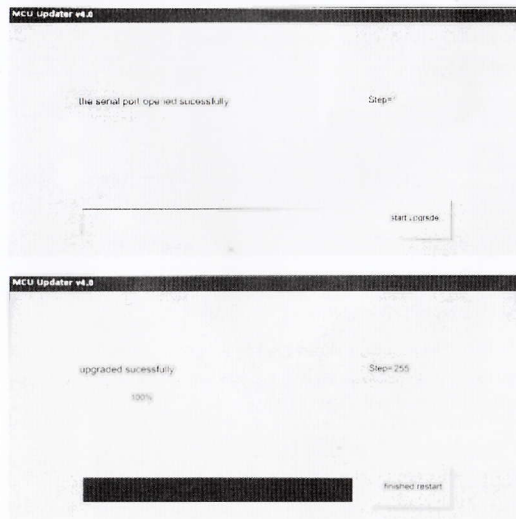 MCU Updater v4.0
the serial port opened sucessfully
start upgrade
MCU Updater v4.0
upgraded sucessfully
Step=255
100%
finished restart